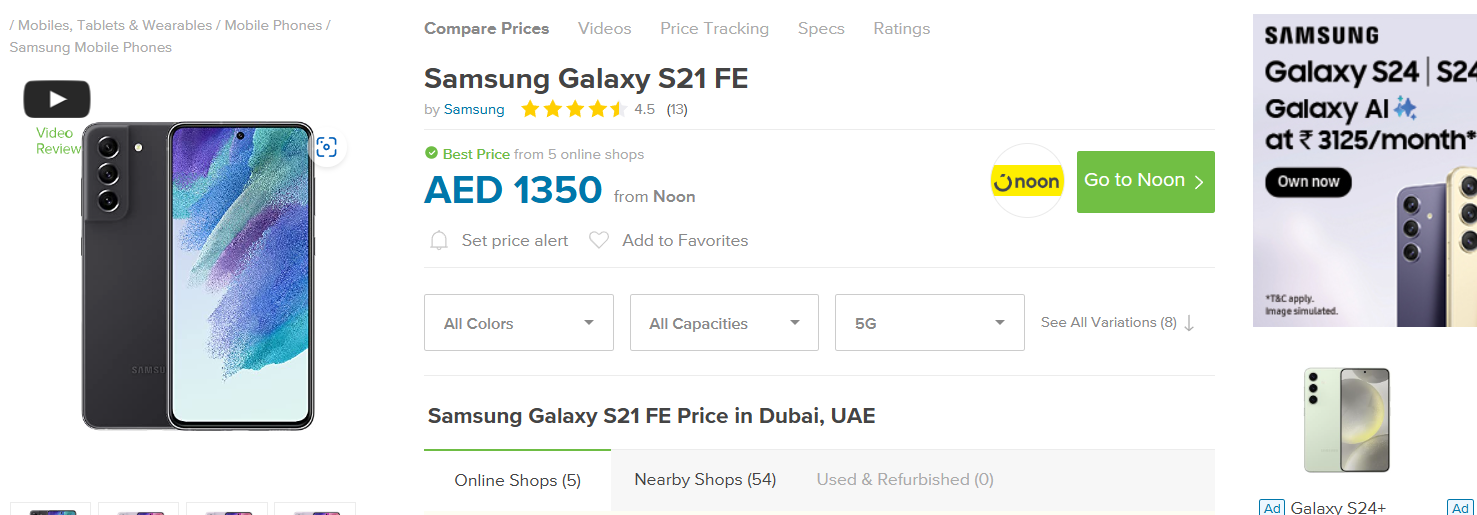 / Mobiles, Tablets & Wearables / Mobile Phones /
Samsung Mobile Phones
Video
Review
SAMSU
Compare Prices
Videos
Price Tracking
Specs
Ratings
Samsung Galaxy S21 FE
by Samsung
4.5 (13)
Best Price from 5 online shops
AED 1350 from Noon
noon
Go to Noon
Set price alert
Add to Favorites
All Colors
All Capacities
5G
See All Variations (8)
Samsung Galaxy S21 FE Price in Dubai, UAE
Online Shops (5)
Nearby Shops (54)
Used & Refurbished (0)
SAMSUNG
Galaxy S24 | S24
Galaxy AI
at ₹ 3125/month*
Own now
*T&C apply.
Image simulated.
Ad Galaxy S24+
Ad